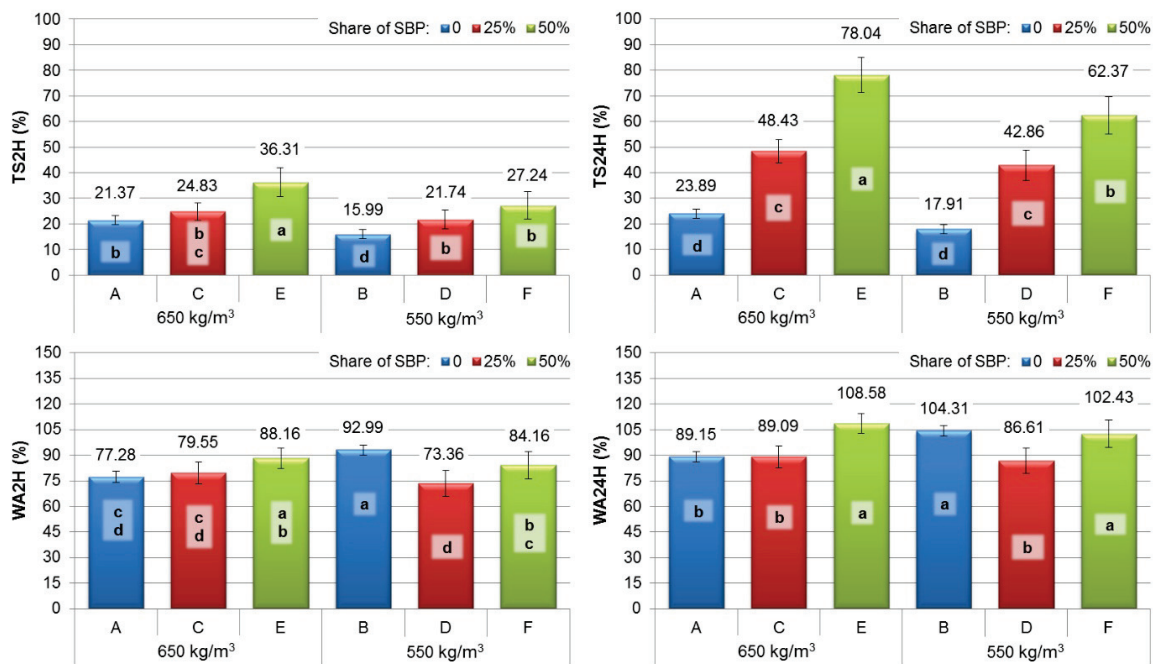 Share of SBP: 0 25% 50%
TS2H (%)
100
90
80
70
60
50
40
30
20
10
0
21.37
24.83
36.31
15.99
21.74
27.24
b
b
c
a
d
b
b
A C E B D F
650 kg/m³ 550 kg/m³
Share of SBP: 0 25% 50%
TS24H (%)
100
90
80
70
60
50
40
30
20
10
0
23.89
48.43
78.04
17.91
42.86
62.37
d
c
a
d
c
b
A C E B D F
650 kg/m³ 550 kg/m³
Share of SBP: 0 25% 50%
WA2H (%)
150
135
120
105
90
75
60
45
30
15
0
77.28
79.55
88.16
92.99
73.36
84.16
c
d
c
d
a
b
a
d
b
c
A C E B D F
650 kg/m³ 550 kg/m³
Share of SBP: 0 25% 50%
WA24H (%)
150
135
120
105
90
75
60
45
30
15
0
89.15
89.09
108.58
104.31
86.61
102.43
b
b
a
a
b
a
A C E B D F
650 kg/m³ 550 kg/m³